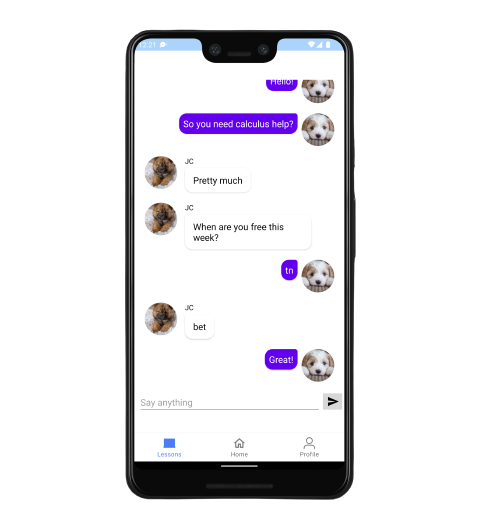 12:21
Hello!
So you need calculus help?
JC
Pretty much
JC
When are you free this
week?
tn
JC
bet
Great!
Say anything
Lessons
Home
Profile